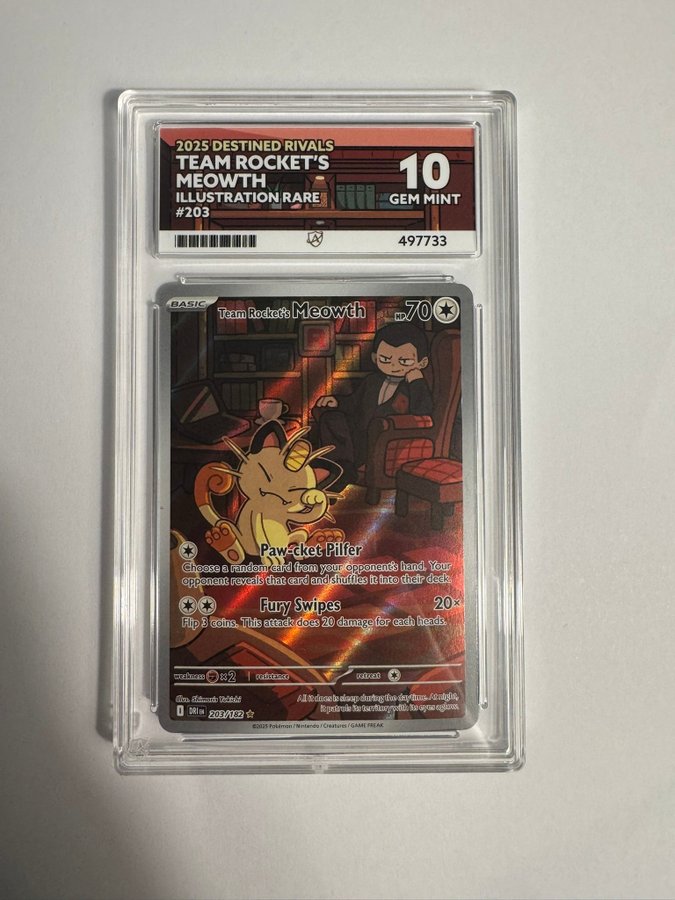 2025 DESTINED RIVALS
TEAM ROCKET'S
MEOWTH
ILLUSTRATION RARE
#203
10
GEM MINT
497733
BASIC
Team Rocket's Meowth HP 70
Paw-cket Pilfer
Choose a random card from your opponent's hand. Your
opponent reveals that card and shuffles it into their deck.
Fury Swipes 20×
Flip 3 coins. This attack does 20 damage for each heads.
weakness ×2 resistance retreat
Illus. Shimaris Yukichi
DRI EN 203/182
All it does is sleep during the daytime. At night,
it patrols its territory with its eyes aglow.
©2025 Pokémon / Nintendo / Creatures / GAME FREAK